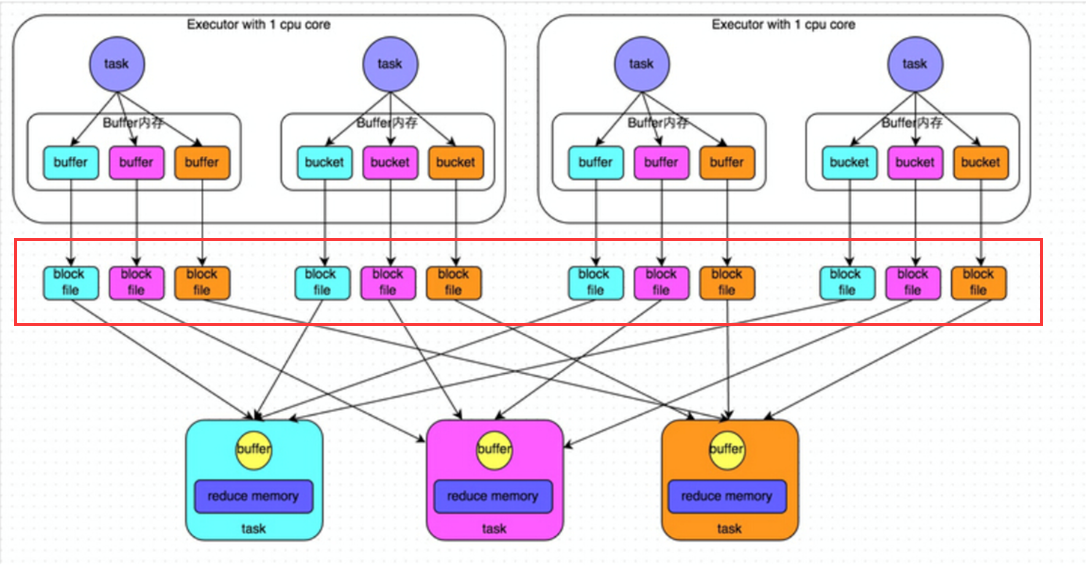 Executor with 1 cpu core
Executor with 1 cpu core
task
task
task
task
Buffer内存
Buffer内存
Buffer内存
Buffer内存
buffer
buffer
buffer
bucket
bucket
bucket
buffer
buffer
buffer
bucket
bucket
bucket
block
file
block
file
block
file
block
file
block
file
block
file
block
file
block
file
block
file
block
file
block
file
block
file
buffer
reduce memory
task
buffer
reduce memory
task
buffer
reduce memory
task